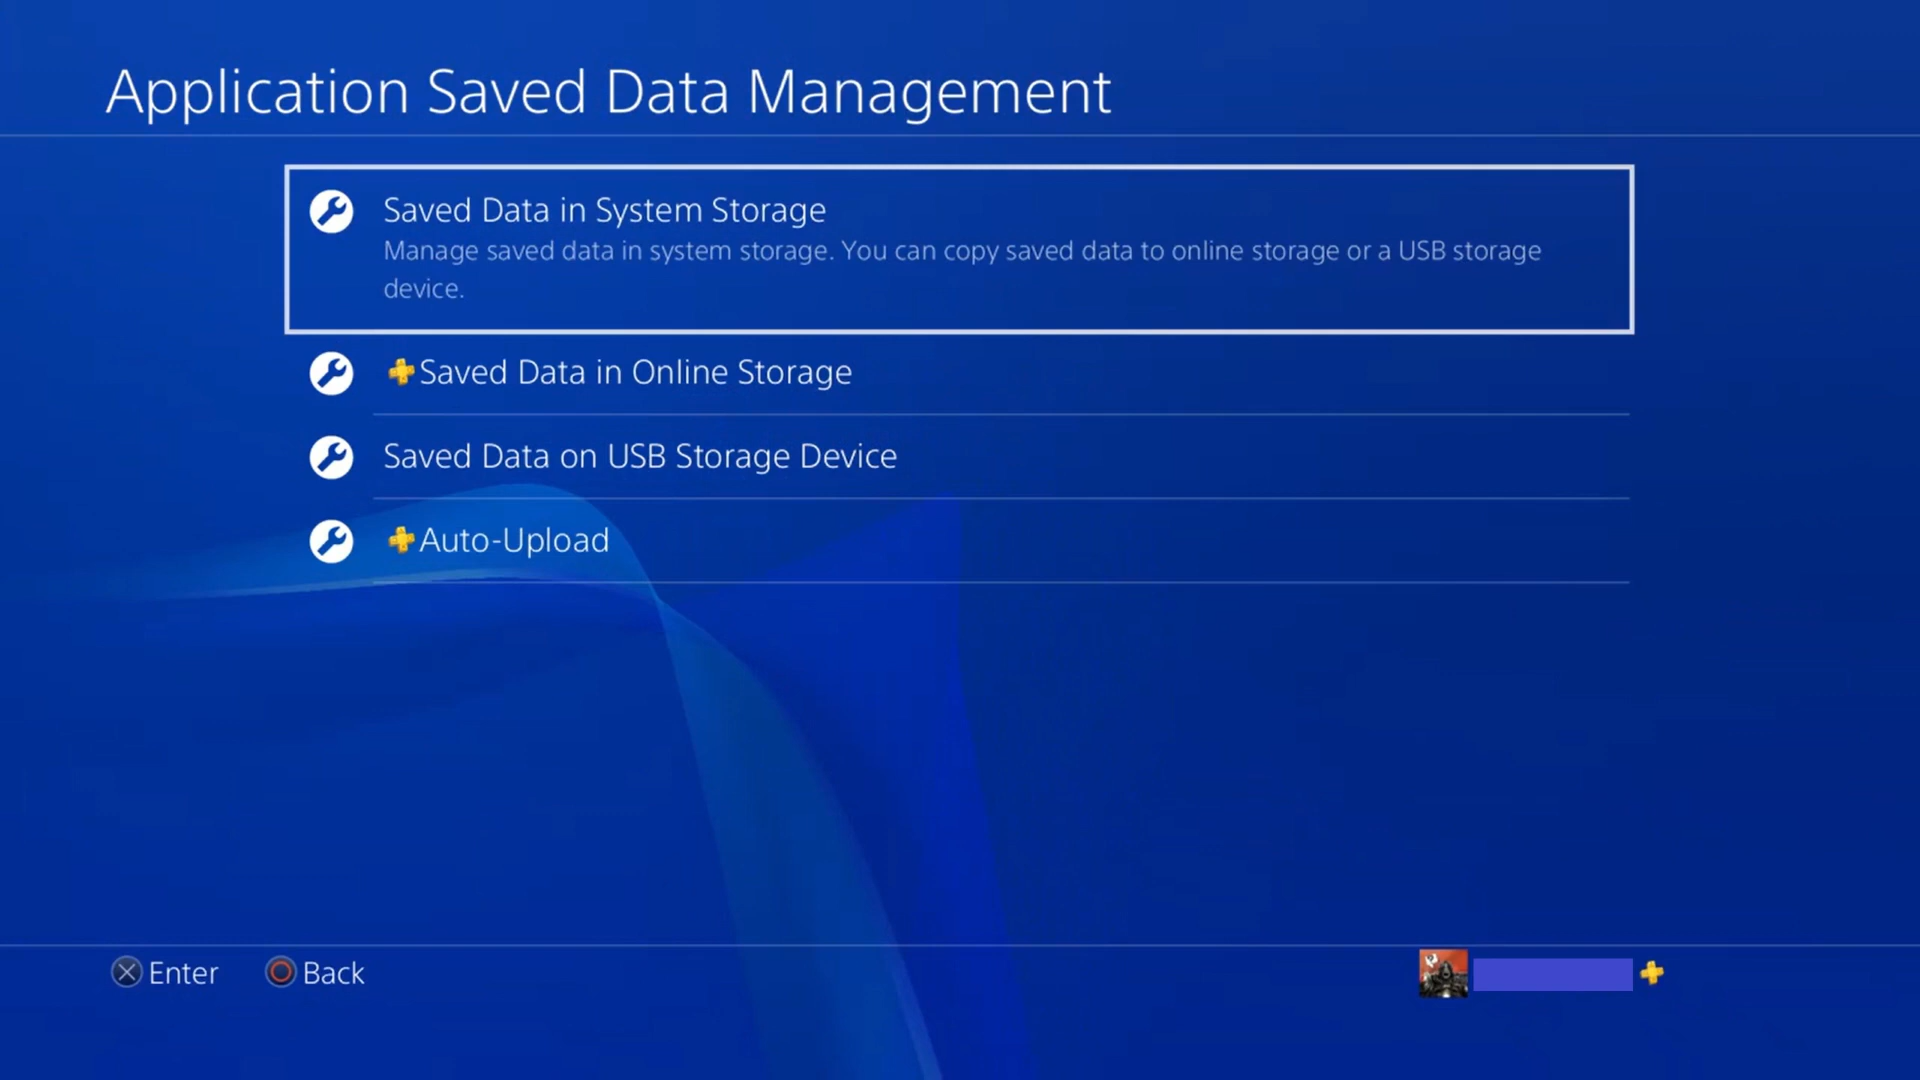 Application Saved Data Management
Saved Data in System Storage
Manage saved data in system storage. You can copy saved data to online storage or a USB storage
device.
Saved Data in Online Storage
Saved Data on USB Storage Device
Auto-Upload
Enter Back